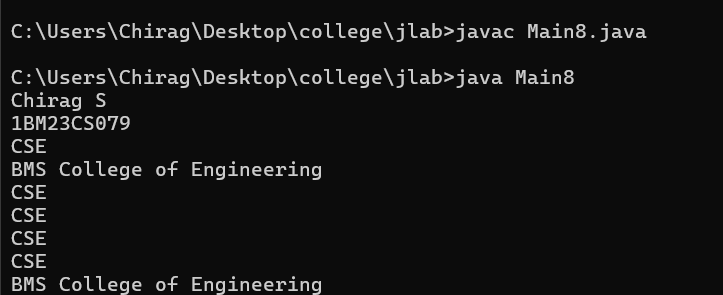 C:\Users\Chirag\Desktop\college\jlab>javac Main8.java
C:\Users\Chirag\Desktop\college\jlab>java Main8
Chirag S
1BM23CS079
CSE
BMS College of Engineering
CSE
CSE
CSE
CSE
BMS College of Engineering